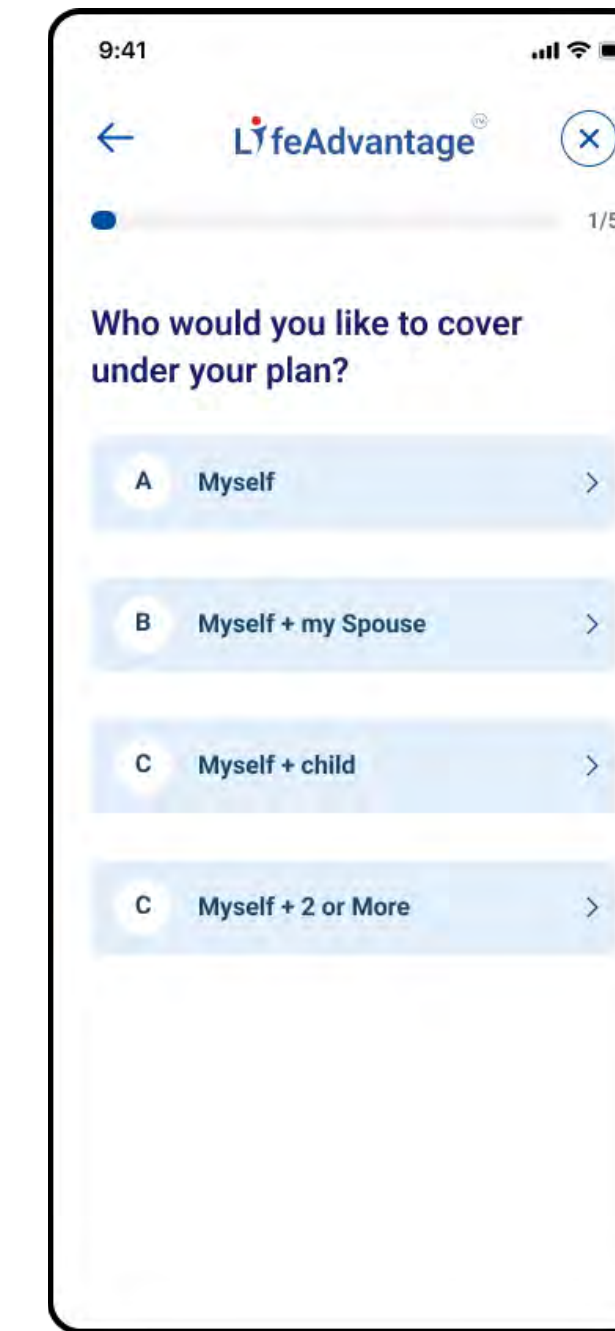 9:41
LifeAdvantage TM
1/5
Who would you like to cover
under your plan?
A Myself
B Myself + my Spouse
C Myself + child
C Myself + 2 or More